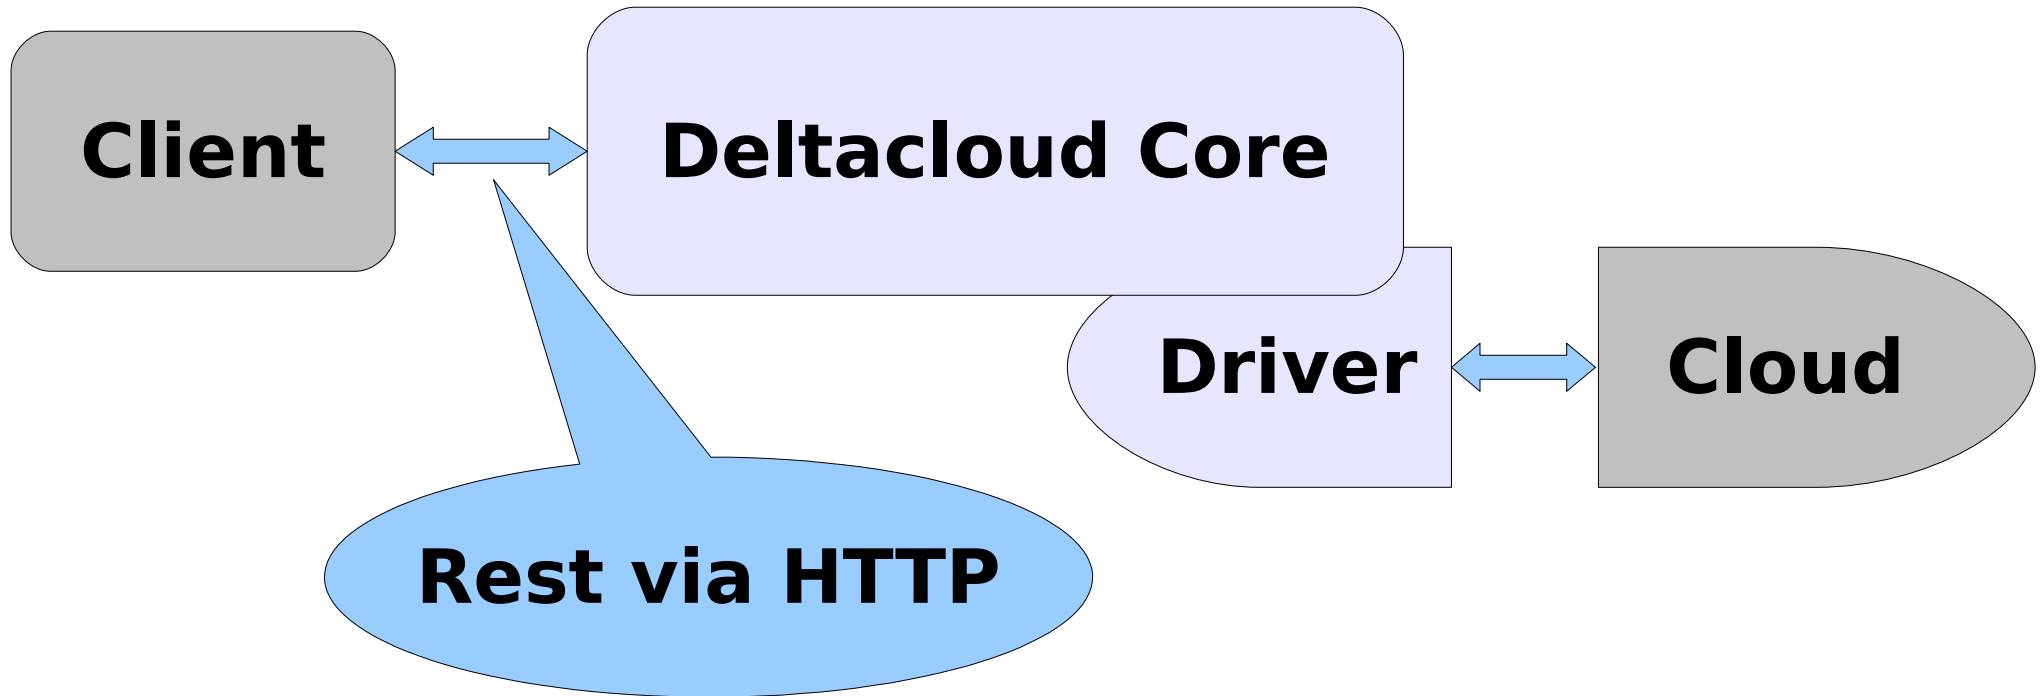 Client
Deltacloud Core
Driver
Cloud
Rest via HTTP